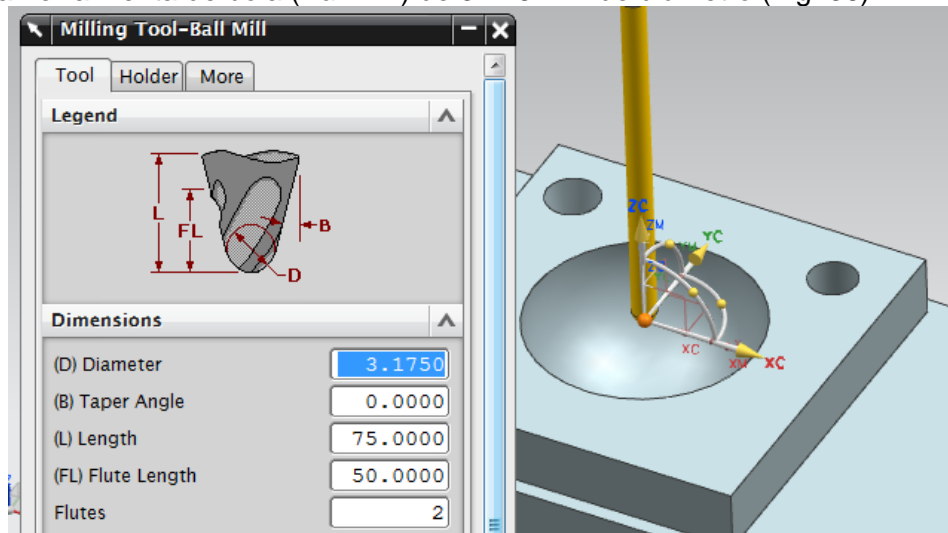 Milling Tool-Ball Mill
Tool Holder More
Legend
L
FL
B
D
Dimensions
(D) Diameter 3.1750
(B) Taper Angle 0.0000
(L) Length 75.0000
(FL) Flute Length 50.0000
Flutes 2
ZC
ZM
YC
XC
XM
XC